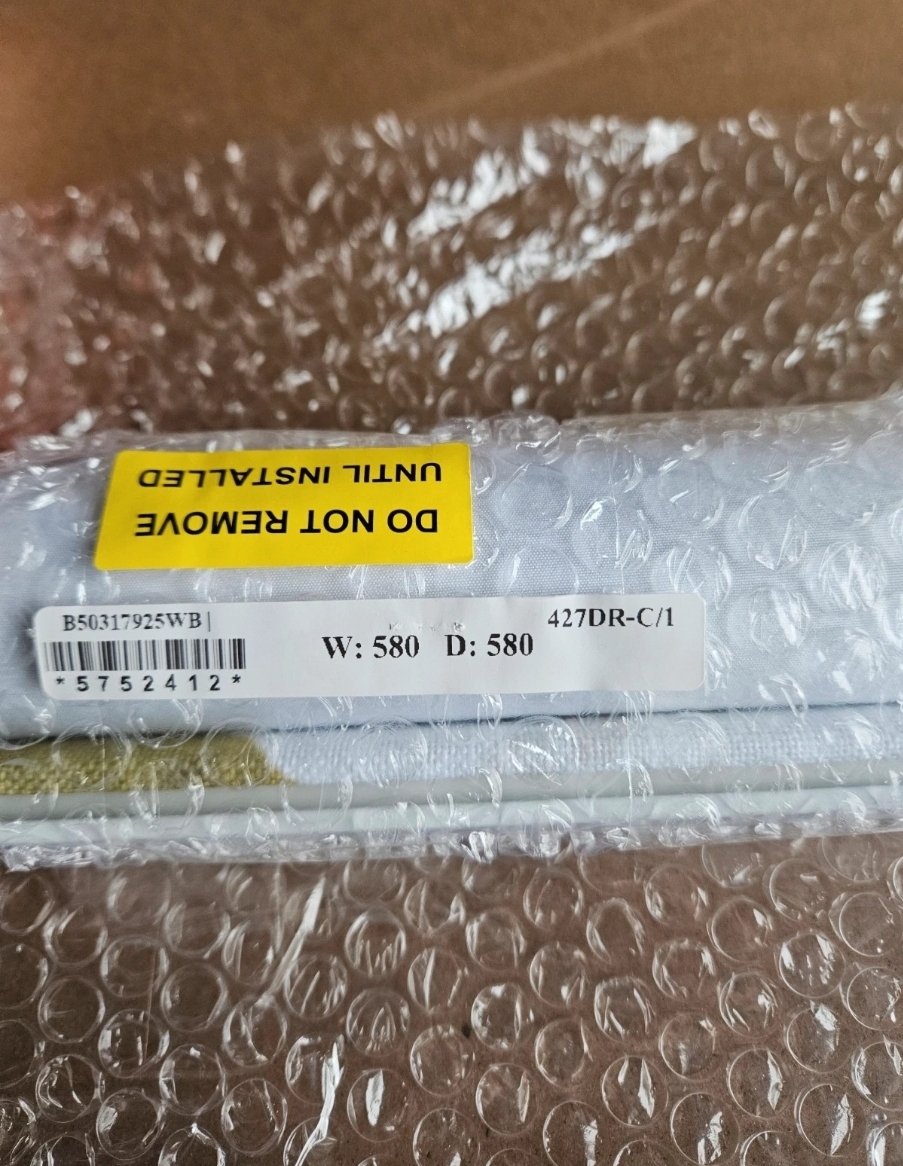 DO NOT REMOVE
UNTIL INSTALLED
B50317925WB|
427DR-C/1
W: 580 D: 580
*5752412*